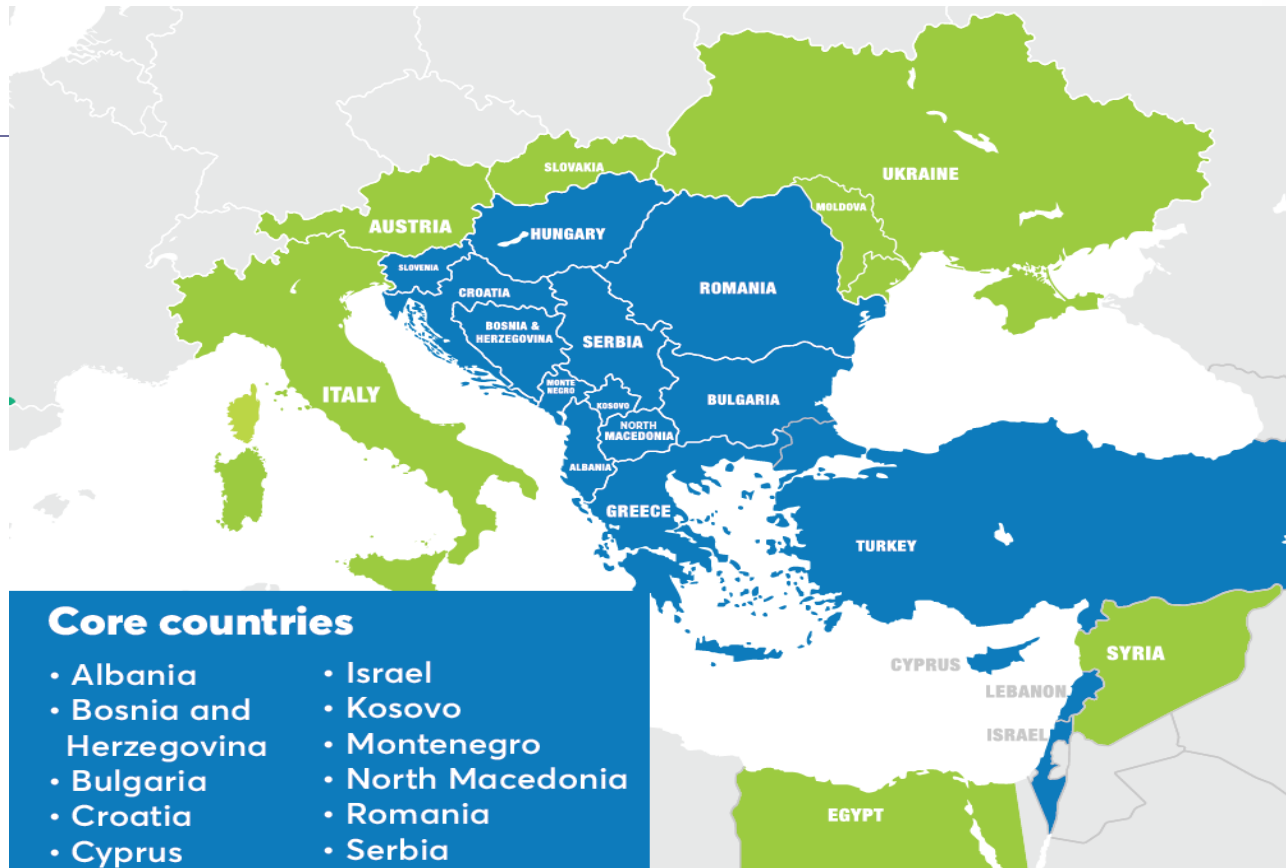 SLOVAKIA
UKRAINE
MOLDOVA
AUSTRIA
HUNGARY
SLOVENIA
CROATIA
ROMANIA
BOSNIA &
HERZEGOVINA
SERBIA
ITALY
MONTE
NEGRO
KOSOVO
BULGARIA
NORTH
MACEDONIA
ALBANIA
GREECE
TURKEY
CYPRUS
SYRIA
LEBANON
ISRAEL
EGYPT
Core countries
• Albania
• Bosnia and
Herzegovina
• Bulgaria
• Croatia
• Cyprus
• Israel
• Kosovo
• Montenegro
• North Macedonia
• Romania
• Serbia